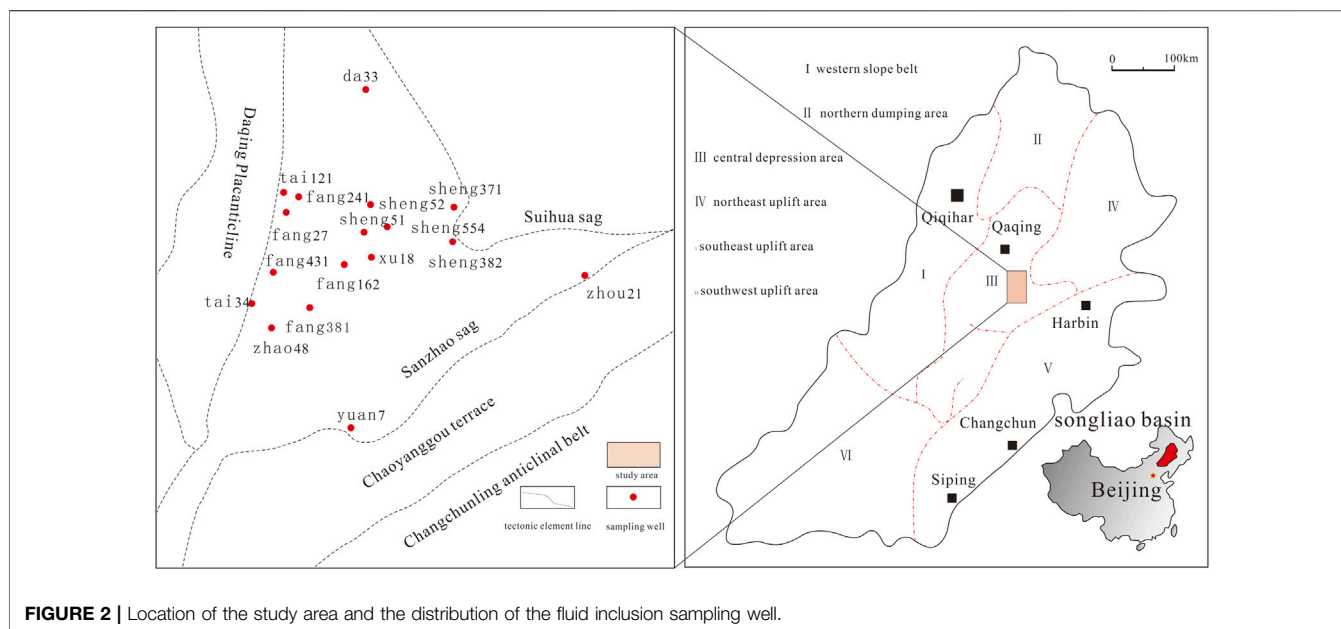 da33
Daqing Placanticline
tai121
fang241
sheng371
sheng52
sheng51
sheng554
fang27
Suihua sag
sheng382
fang431
xu18
fang162
zhou21
tai34
fang381
zhao48
Sanzhao sag
yuan7
Chaoyanggou terrace
Changchunling anticlinal belt
study area
tectonic element line
sampling well
0 100km
I western slope belt
II northern dumping area
III central depression area
IV northeast uplift area
V southeast uplift area
VI southwest uplift area
II
IV
Qiqihar
Qaqing
I
III
Harbin
V
Changchun
VI
Siping
songliao basin
Beijing
FIGURE 2 | Location of the study area and the distribution of the fluid inclusion sampling well.